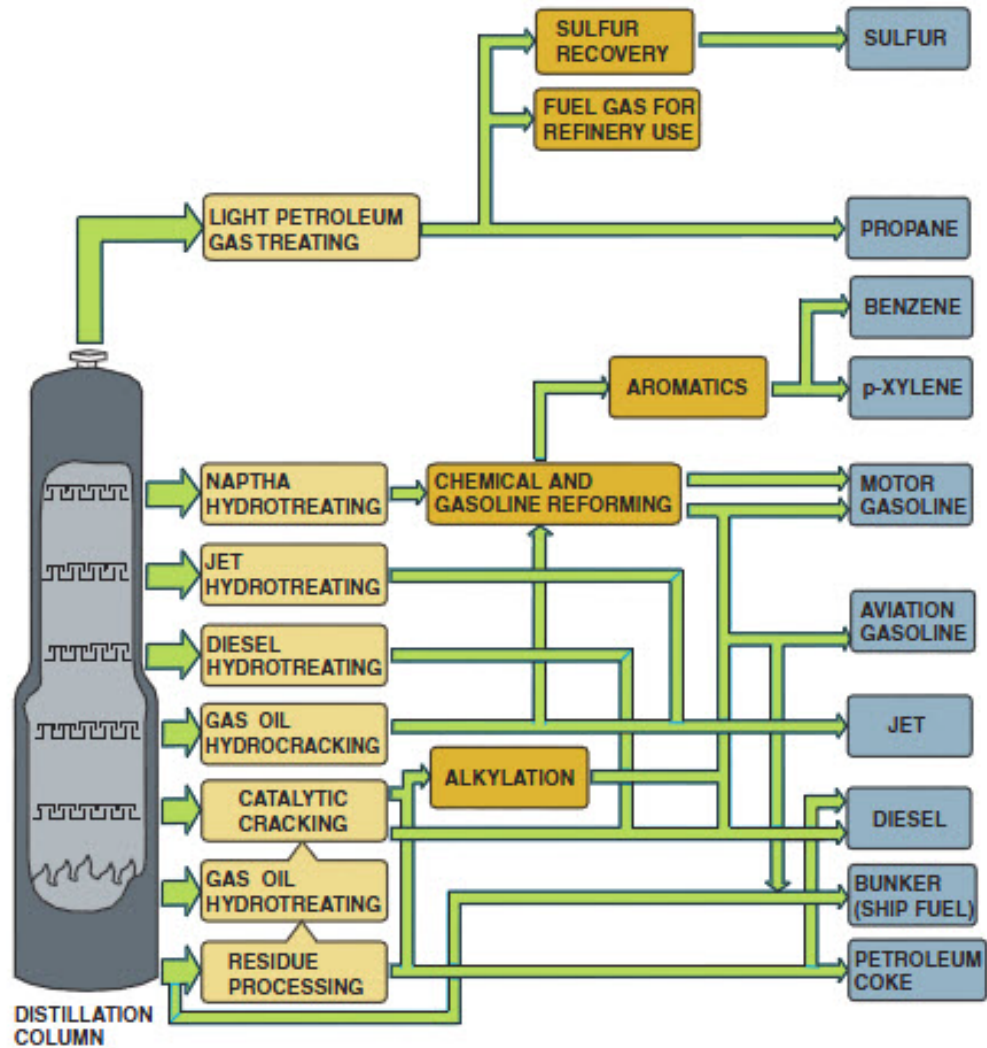 SULFUR
RECOVERY
SULFUR
FUEL GAS FOR
REFINERY USE
LIGHT PETROLEUM
GAS TREATING
PROPANE
BENZENE
AROMATICS
p-XYLENE
NAPTHA
HYDROTREATING
CHEMICAL AND
GASOLINE REFORMING
MOTOR
GASOLINE
JET
HYDROTREATING
AVIATION
GASOLINE
DIESEL
HYDROTREATING
GAS OIL
HYDROCRACKING
JET
ALKYLATION
CATALYTIC
CRACKING
DIESEL
GAS OIL
HYDROTREATING
BUNKER
(SHIP FUEL)
RESIDUE
PROCESSING
PETROLEUM
COKE
DISTILLATION
COLUMN